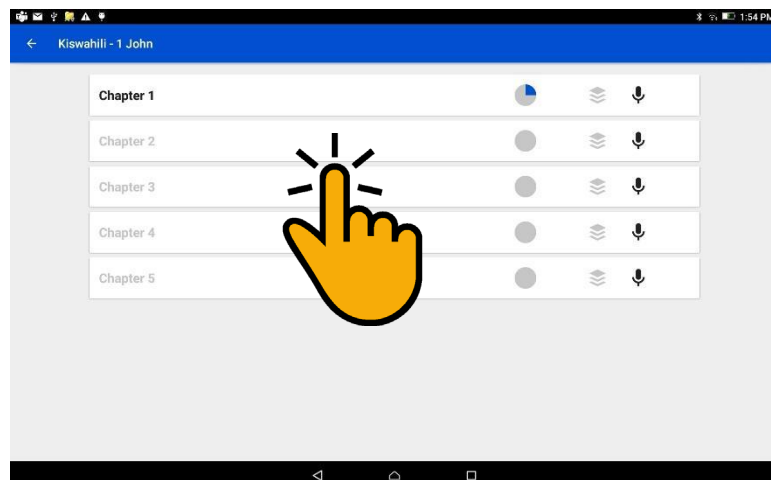 1:54 PM
Kiswahili - 1 John
Chapter 1
Chapter 2
Chapter 3
Chapter 4
Chapter 5